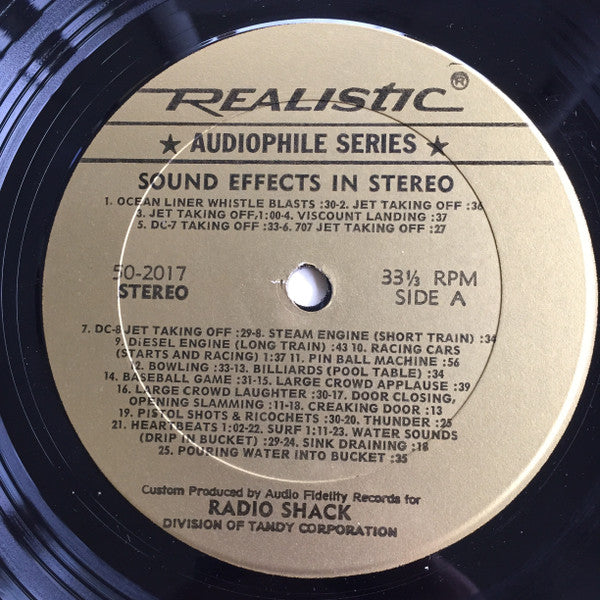 REALISTIC ®
★ AUDIOPHILE SERIES ★
SOUND EFFECTS IN STEREO
1. OCEAN LINER WHISTLE BLASTS :30-2. JET TAKING OFF :36
3. JET TAKING OFF,1:00-4. VISCOUNT LANDING :37
5. DC-7 TAKING OFF :33-6. 707 JET TAKING OFF :27
50-2017
STEREO
33⅓ RPM
SIDE A
7. DC-8 JET TAKING OFF :29-8. STEAM ENGINE (SHORT TRAIN) :34
9. DIESEL ENGINE (LONG TRAIN) :43 10. RACING CARS
(STARTS AND RACING) 1:37 11. PIN BALL MACHINE :56
2. BOWLING :33-13. BILLIARDS (POOL TABLE) :34
14. BASEBALL GAME :31-15. LARGE CROWD APPLAUSE :39
16. LARGE CROWD LAUGHTER :30-17. DOOR CLOSING,
OPENING SLAMMING :11-18. CREAKING DOOR :13
19. PISTOL SHOTS & RICOCHETS :30-20. THUNDER :25
21. HEARTBEATS 1:02-22. SURF 1:11-23. WATER SOUNDS
(DRIP IN BUCKET) :29-24. SINK DRAINING :18
25. POURING WATER INTO BUCKET :35
Custom Produced by Audio Fidelity Records for
RADIO SHACK
DIVISION OF TANDY CORPORATION